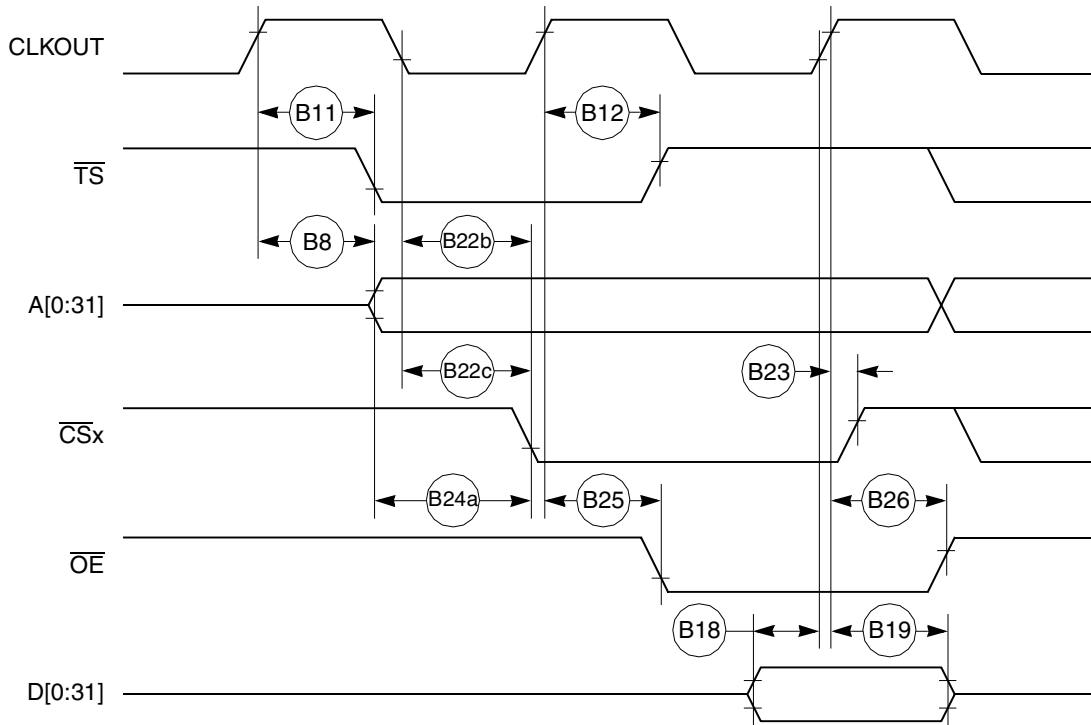 CLKOUT
B11
B12
TS
B8
B22b
A[0:31]
B22c
B23
CSx
B24a
B25
B26
OE
B18
B19
D[0:31]